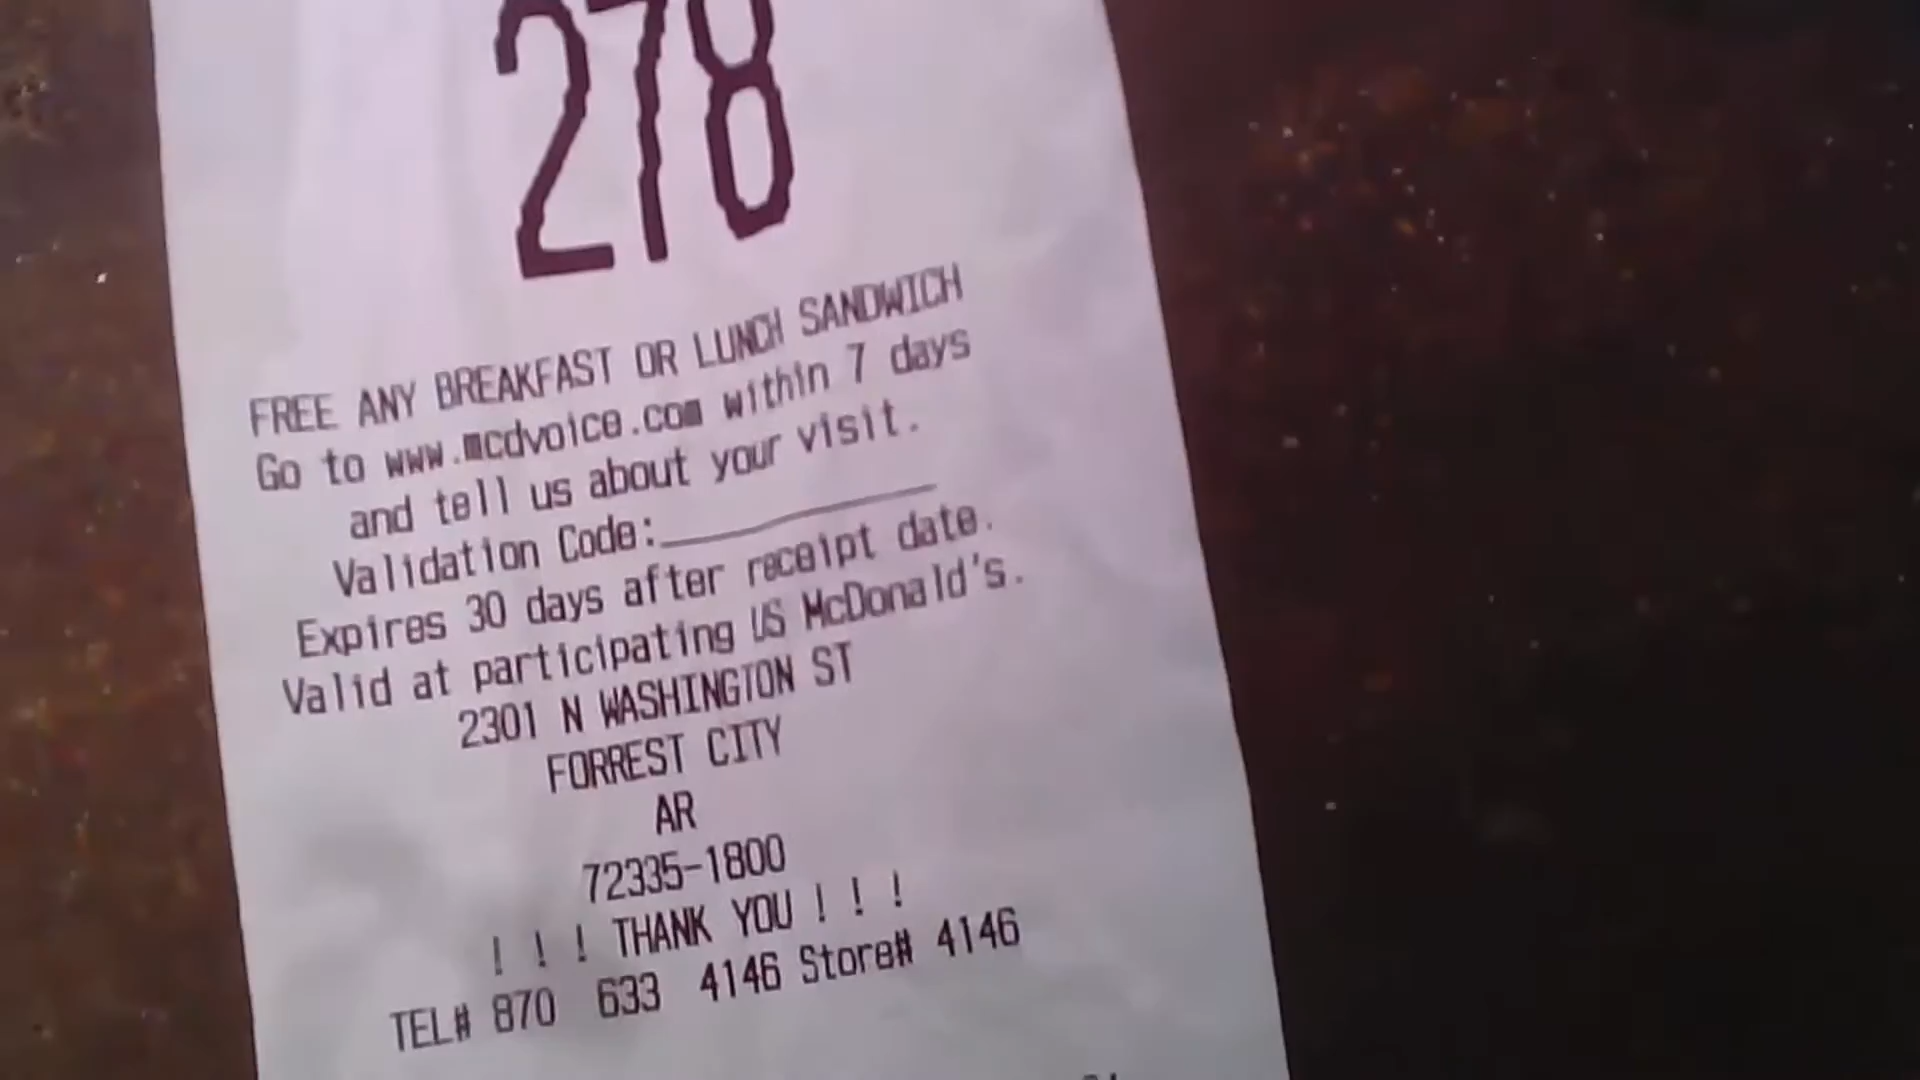 278
FREE ANY BREAKFAST OR LUNCH SANDWICH
Go to www.mcdvoice.com within 7 days
and tell us about your visit.
Validation Code:____________
Expires 30 days after receipt date.
Valid at participating US McDonald's.
2301 N WASHINGTON ST
FORREST CITY
AR
72335-1800
! ! ! THANK YOU ! ! !
TEL# 870 633 4146 Store# 4146